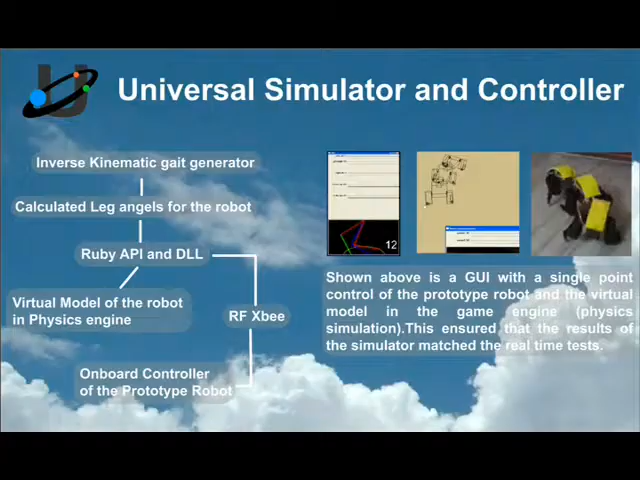 U
Universal Simulator and Controller
Inverse Kinematic gait generator
Calculated Leg angels for the robot
Ruby API and DLL
Virtual Model of the robot
in Physics engine
RF Xbee
Onboard Controller
of the Prototype Robot
12
Shown above is a GUI with a single point
control of the prototype robot and the virtual
model in the game engine (physics
simulation).This ensured that the results of
the simulator matched the real time tests.